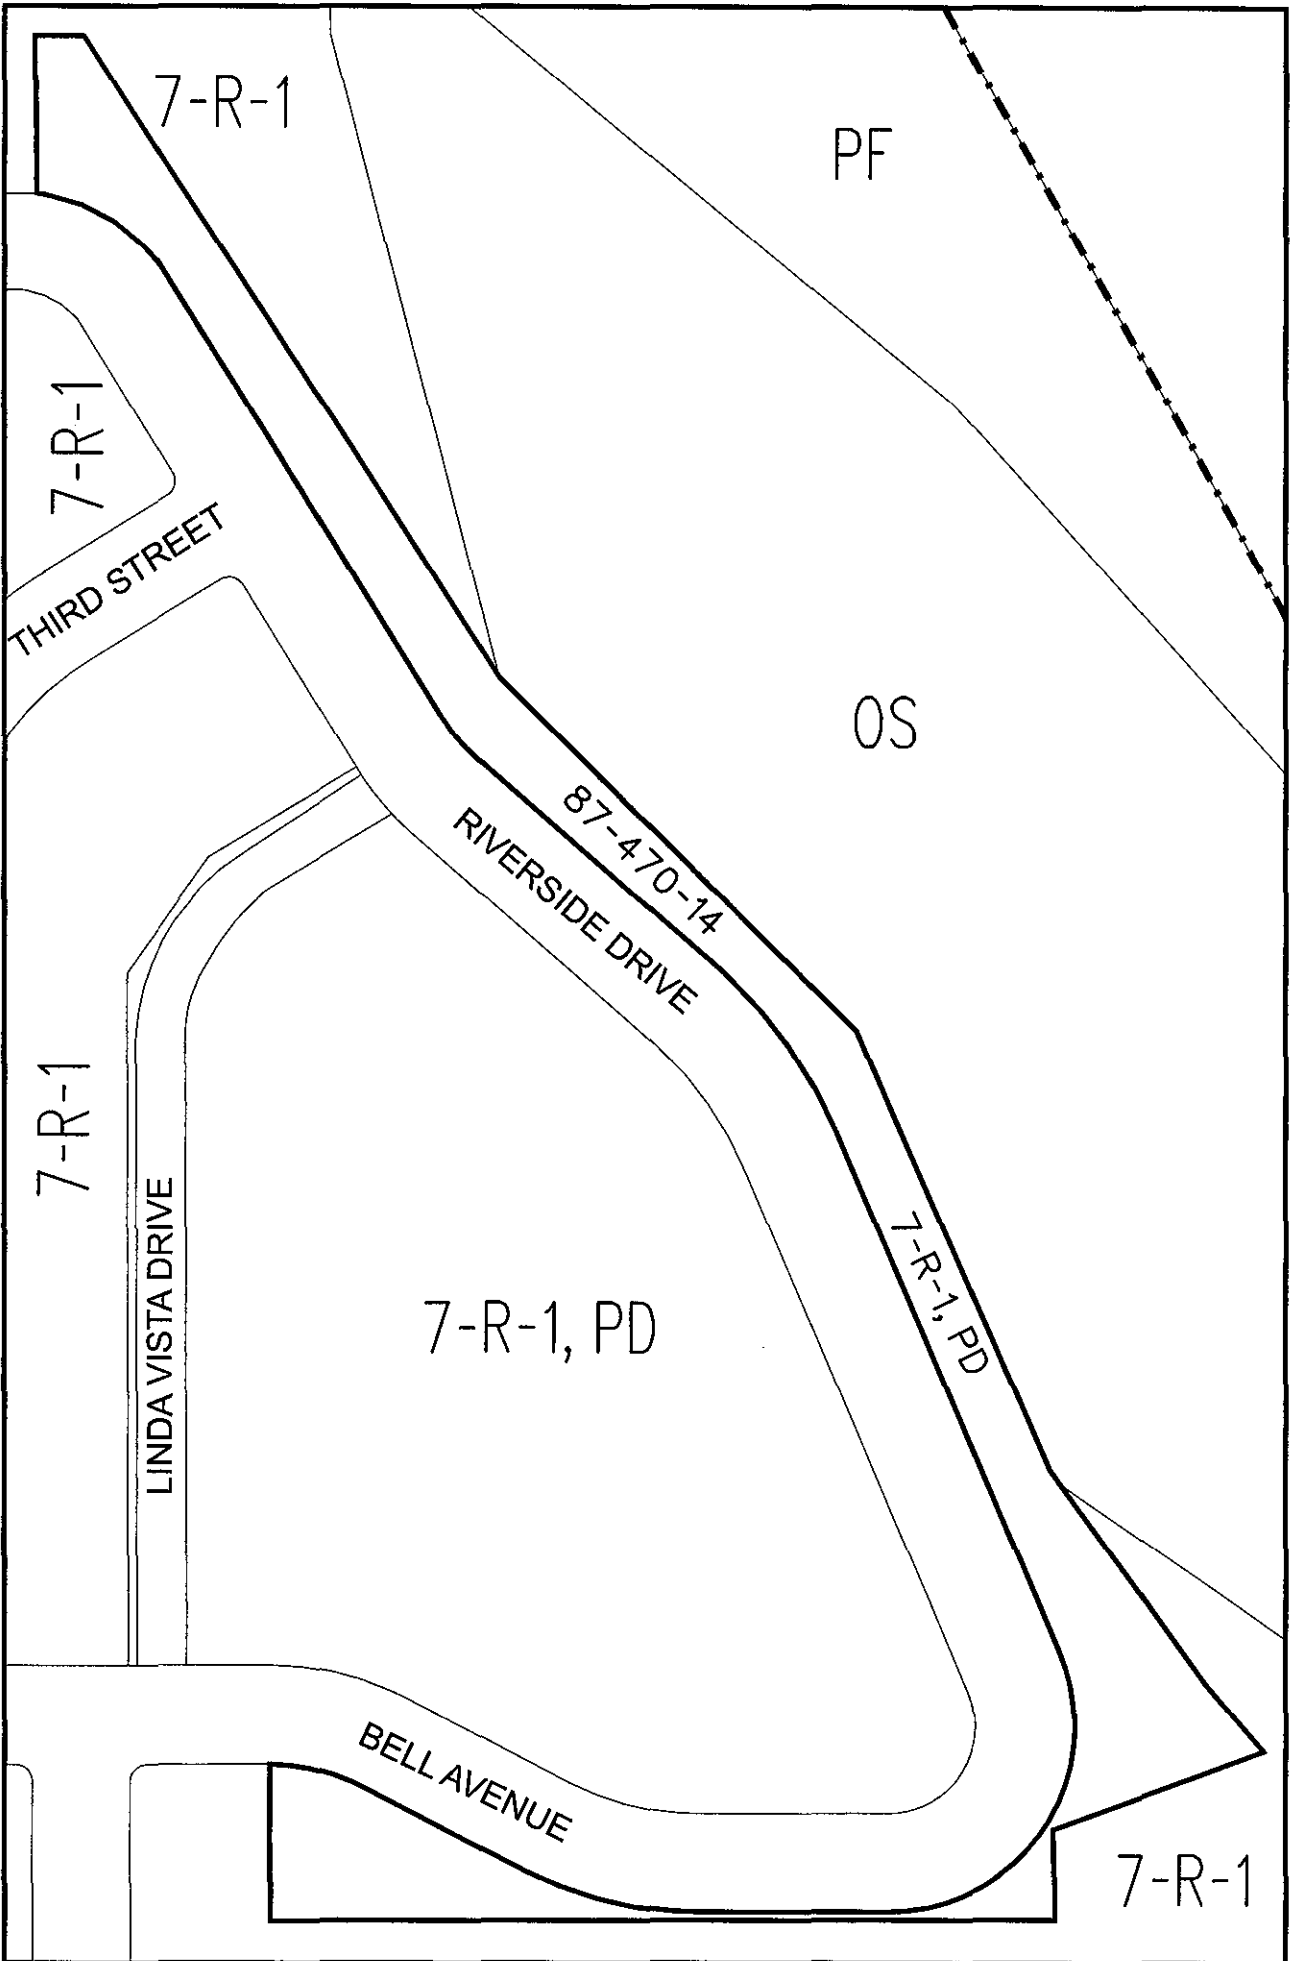 7-R-1
PF
7-R-1
THIRD STREET
OS
87-470-14
RIVERSIDE DRIVE
7-R-1
LINDA VISTA DRIVE
7-R-1, PD
7-R-1, PD
BELL AVENUE
7-R-1